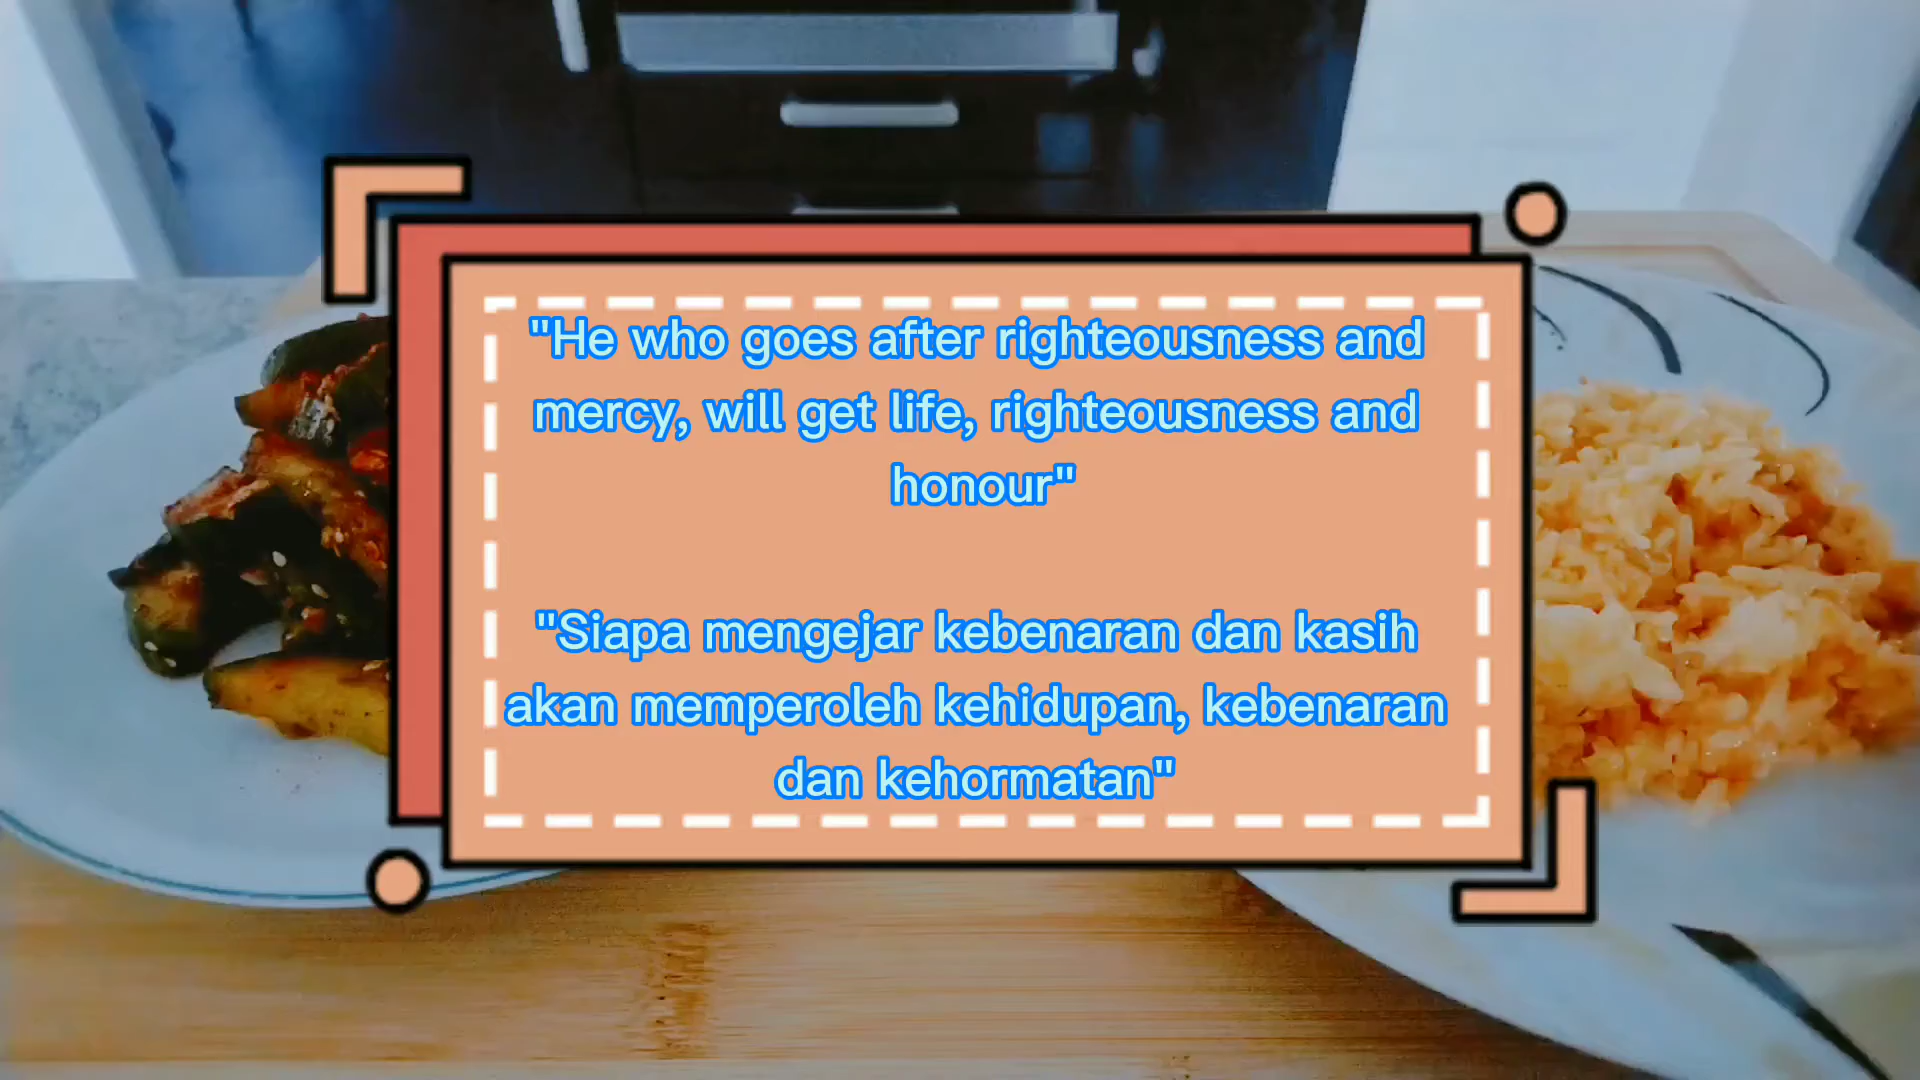 "He who goes after righteousness and
mercy, will get life, righteousness and
honour"
"Siapa mengejar kebenaran dan kasih
akan memperoleh kehidupan, kebenaran
dan kehormatan"